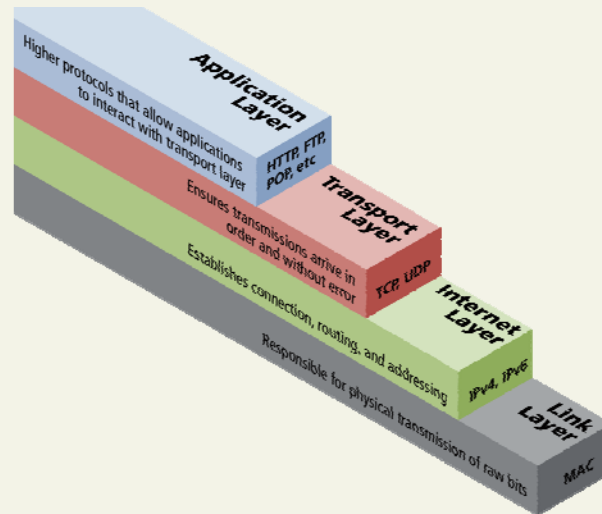 Application
Layer
Higher protocols that allow applications
to interact with transport layer
HTTP, FTP,
POP, etc
Transport
Layer
Ensures transmissions arrive in
order and without error
TCP, UDP
Internet
Layer
Establishes connection, routing, and addressing
IPv4, IPv6
Link
Layer
Responsible for physical transmission of raw bits
MAC